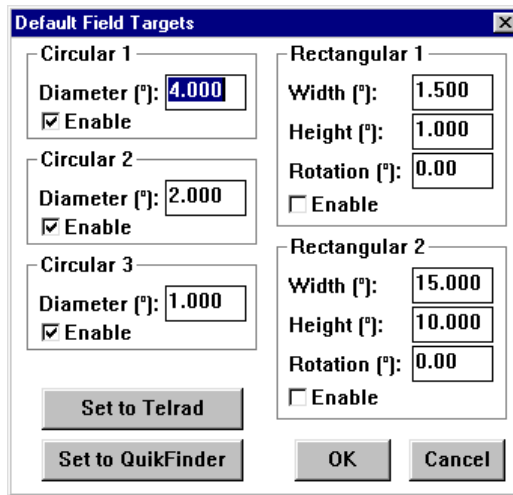 Default Field Targets
Circular 1
Diameter (°): 4.000
Enable
Circular 2
Diameter (°): 2.000
Enable
Circular 3
Diameter (°): 1.000
Enable
Set to Telrad
Set to QuikFinder
Rectangular 1
Width (°): 1.500
Height (°): 1.000
Rotation (°): 0.00
Enable
Rectangular 2
Width (°): 15.000
Height (°): 10.000
Rotation (°): 0.00
Enable
OK
Cancel